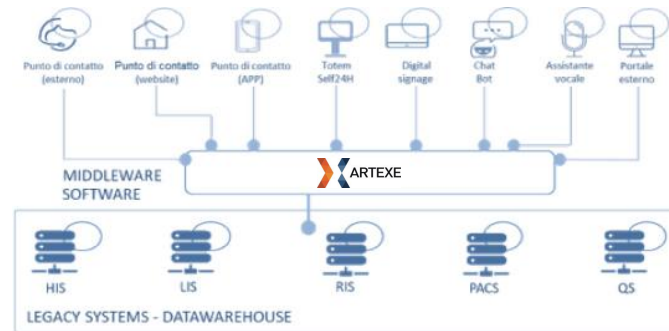 Punto di contatto
(esterno)
Punto di contatto
(website)
Punto di contatto
(APP)
Totem
Self24H
Digital
signage
Chat
Bot
Assistante
vocale
Portale
esterno
MIDDLEWARE
SOFTWARE
ARTEXE
HIS
LIS
RIS
PACS
QS
LEGACY SYSTEMS - DATAWAREHOUSE